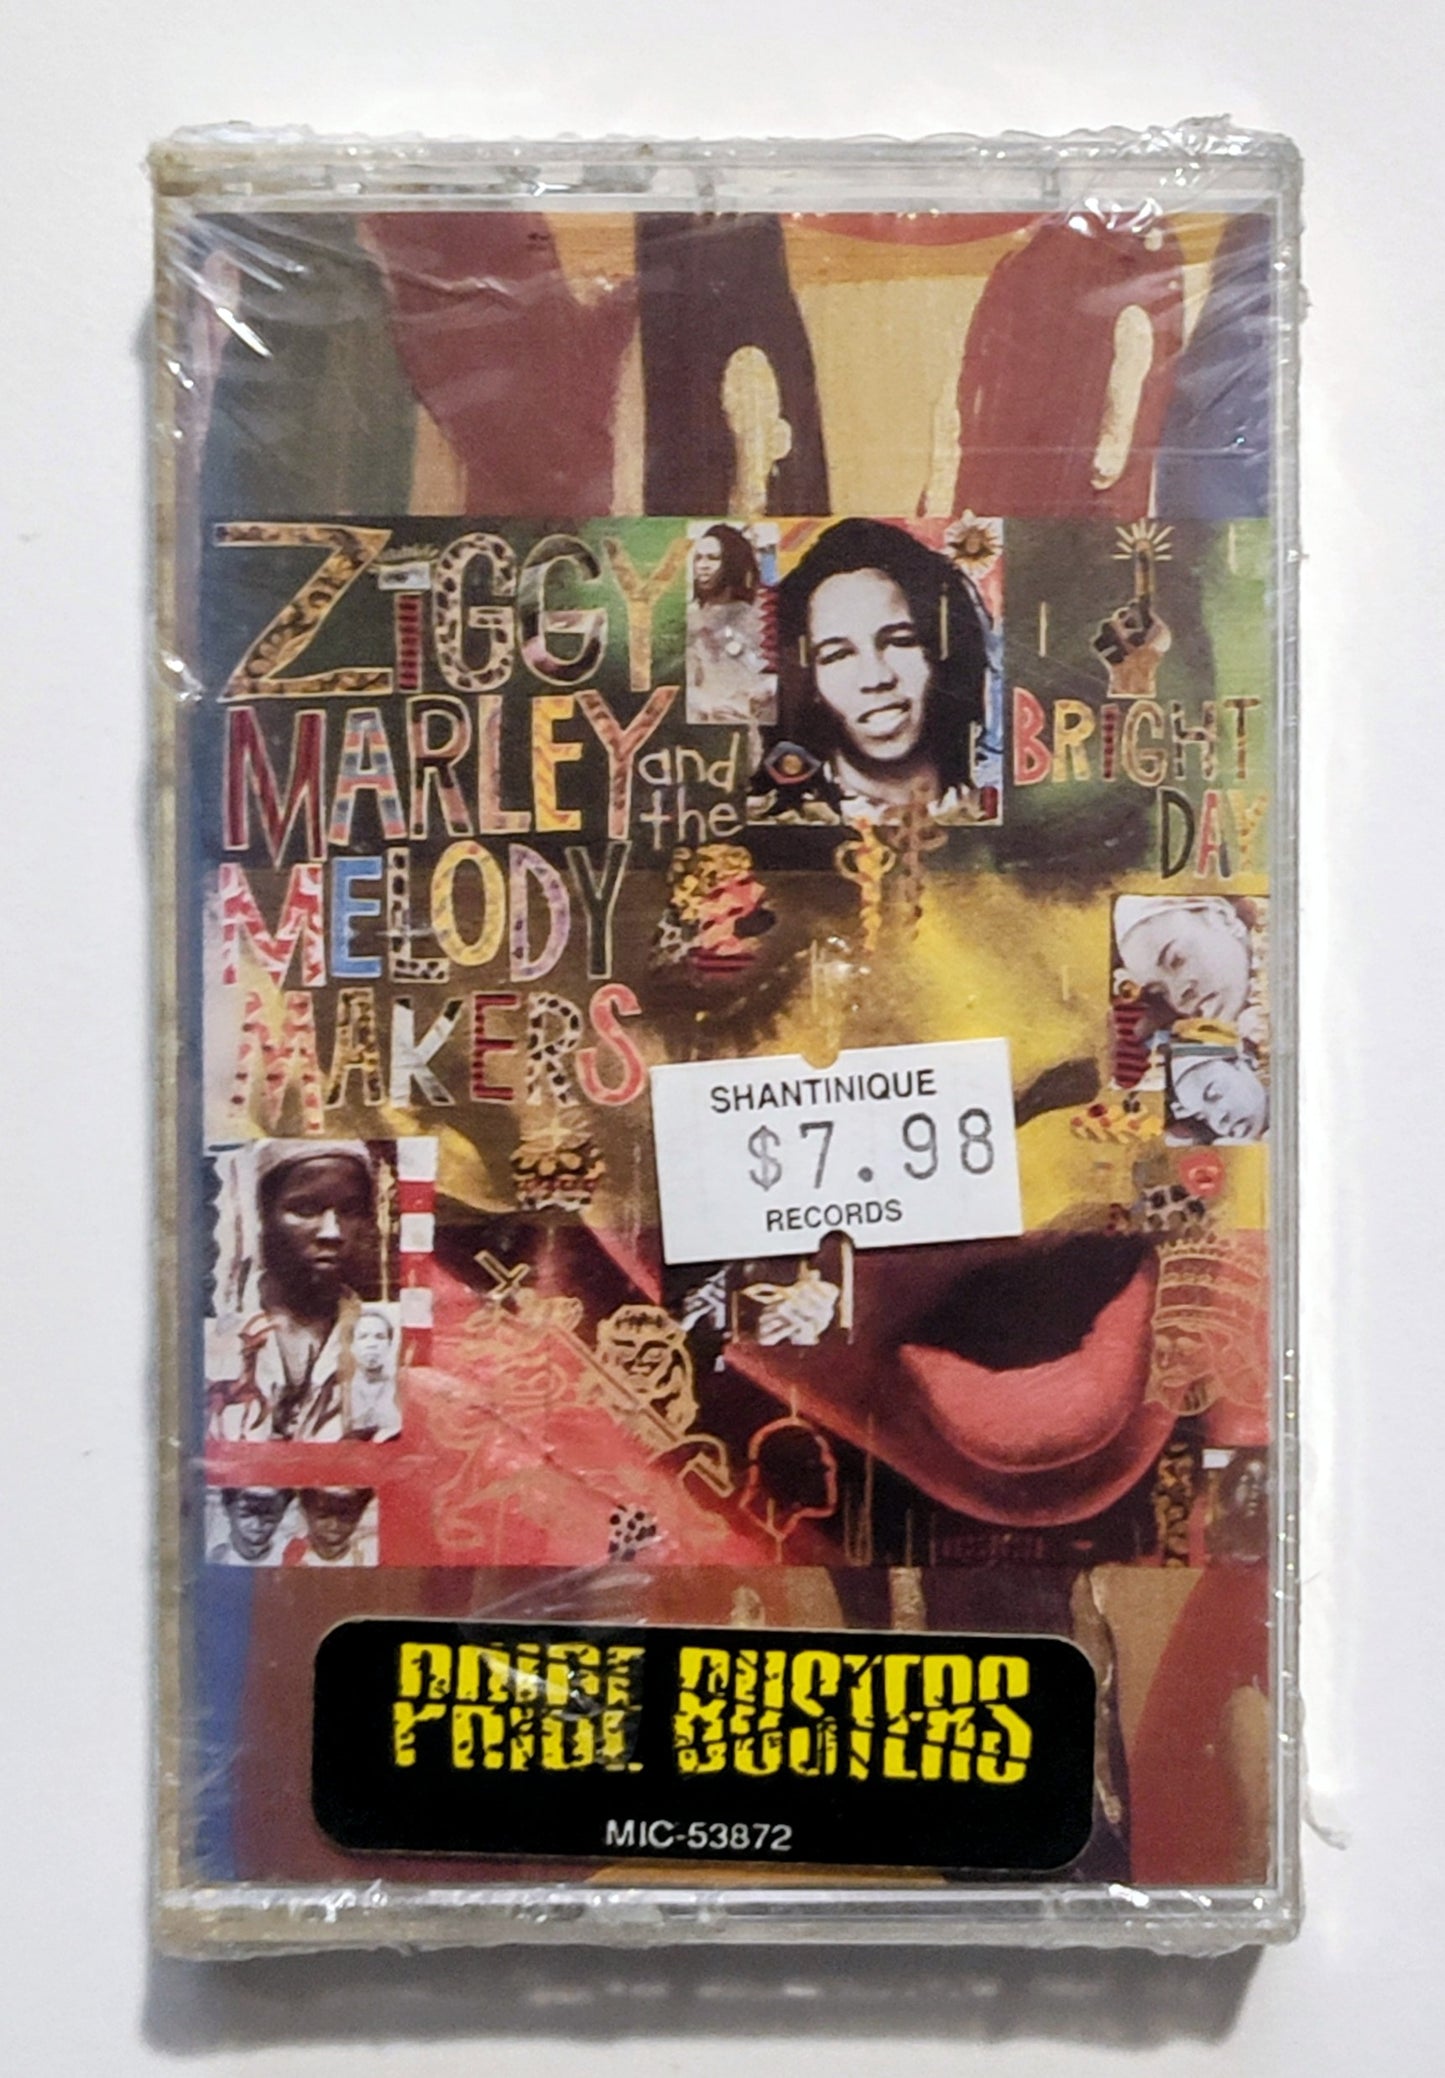 ZIGGY
MARLEY and the
MELODY
MAKERS
BRIGHT
DAY
SHANTINIQUE
$7.98
RECORDS
PRICE BUSTERS
MIC-53872